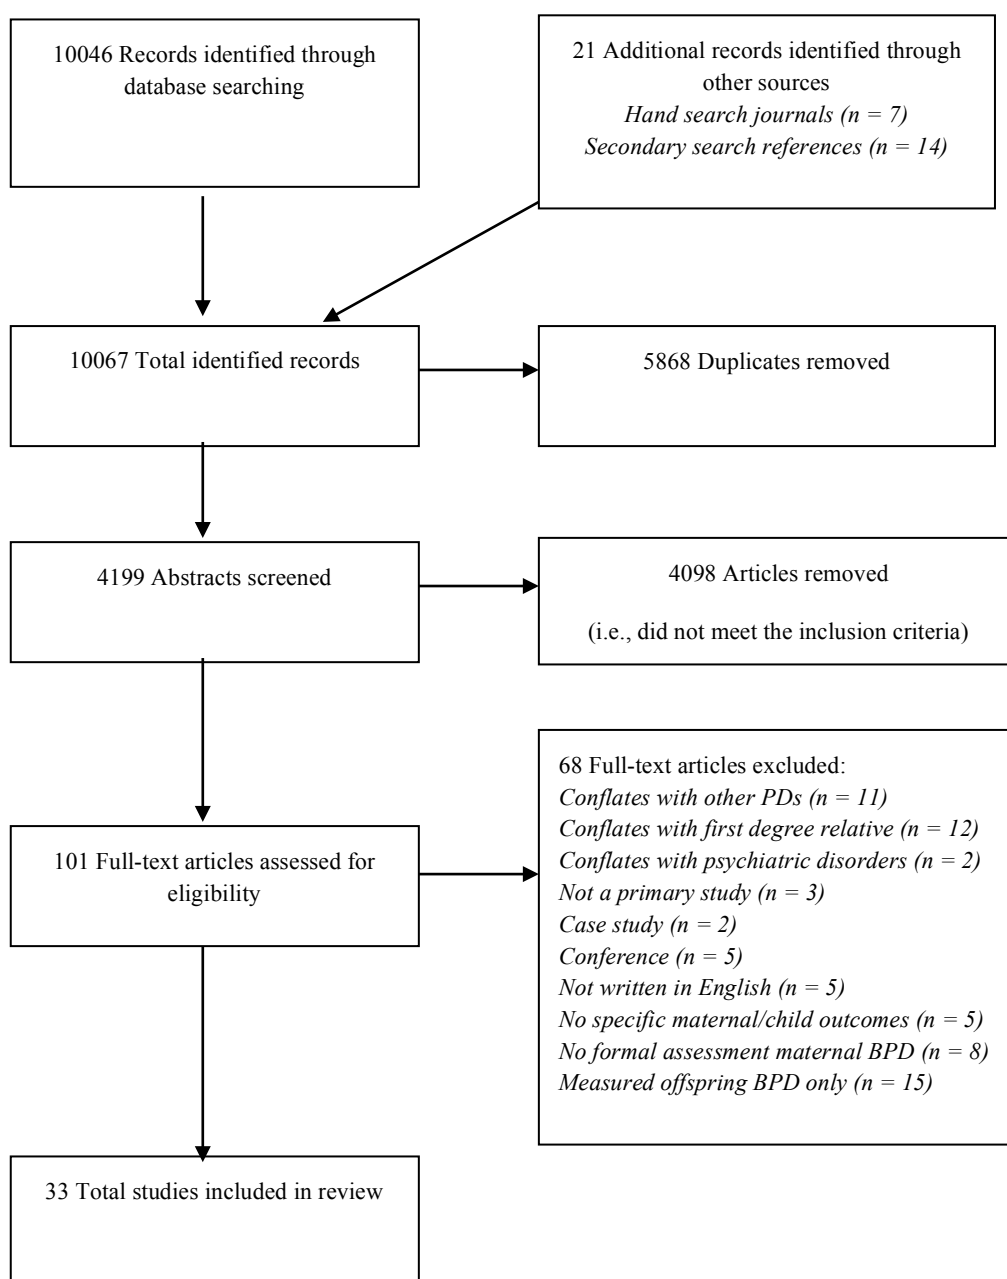 10046 Records identified through
database searching
21 Additional records identified through
other sources
Hand search journals (n = 7)
Secondary search references (n = 14)
10067 Total identified records
5868 Duplicates removed
4199 Abstracts screened
4098 Articles removed
(i.e., did not meet the inclusion criteria)
68 Full-text articles excluded:
Conflates with other PDs (n = 11)
Conflates with first degree relative (n = 12)
Conflates with psychiatric disorders (n = 2)
Not a primary study (n = 3)
Case study (n = 2)
Conference (n = 5)
Not written in English (n = 5)
No specific maternal/child outcomes (n = 5)
No formal assessment maternal BPD (n = 8)
Measured offspring BPD only (n = 15)
101 Full-text articles assessed for
eligibility
33 Total studies included in review